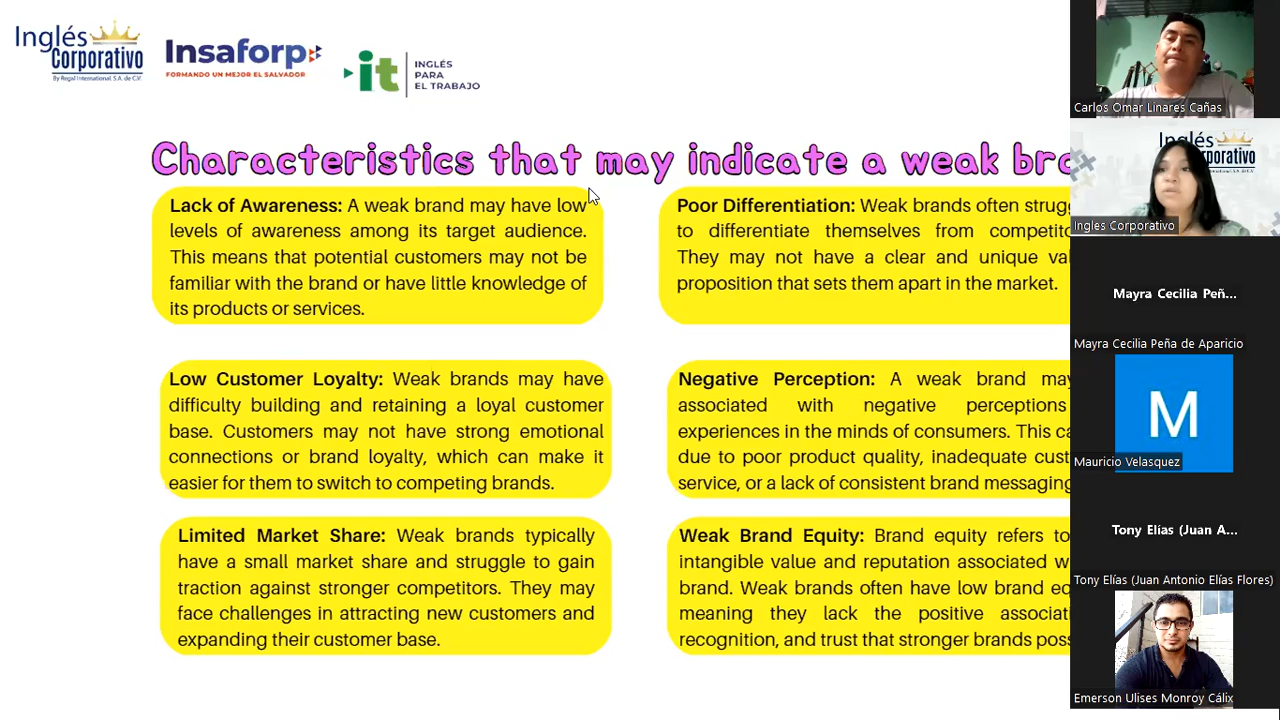 Inglés
Corporativo
By Regal International, S.A. de C.V.
Insaforp
FORMANDO UN MEJOR EL SALVADOR
it
INGLÉS
PARA
EL TRABAJO
Characteristics that may indicate a weak bra
Lack of Awareness: A weak brand may have low
levels of awareness among its target audience.
This means that potential customers may not be
familiar with the brand or have little knowledge of
its products or services.
Poor Differentiation: Weak brands often strugg
to differentiate themselves from competito
They may not have a clear and unique val
proposition that sets them apart in the market.
Low Customer Loyalty: Weak brands may have
difficulty building and retaining a loyal customer
base. Customers may not have strong emotional
connections or brand loyalty, which can make it
easier for them to switch to competing brands.
Negative Perception: A weak brand may
associated with negative perceptions
experiences in the minds of consumers. This ca
due to poor product quality, inadequate cust
service, or a lack of consistent brand messaging
Limited Market Share: Weak brands typically
have a small market share and struggle to gain
traction against stronger competitors. They may
face challenges in attracting new customers and
expanding their customer base.
Weak Brand Equity: Brand equity refers to
intangible value and reputation associated w
brand. Weak brands often have low brand eq
meaning they lack the positive associati
recognition, and trust that stronger brands poss
Carlos Omar Linares Cañas
Inglés
rporativo
Ingles Corporativo
Mayra Cecilia Peñ...
Mayra Cecilia Peña de Aparicio
M
Mauricio Velasquez
Tony Elías (Juan A...
Tony Elías (Juan Antonio Elías Flores)
Emerson Ulises Monroy Cálix